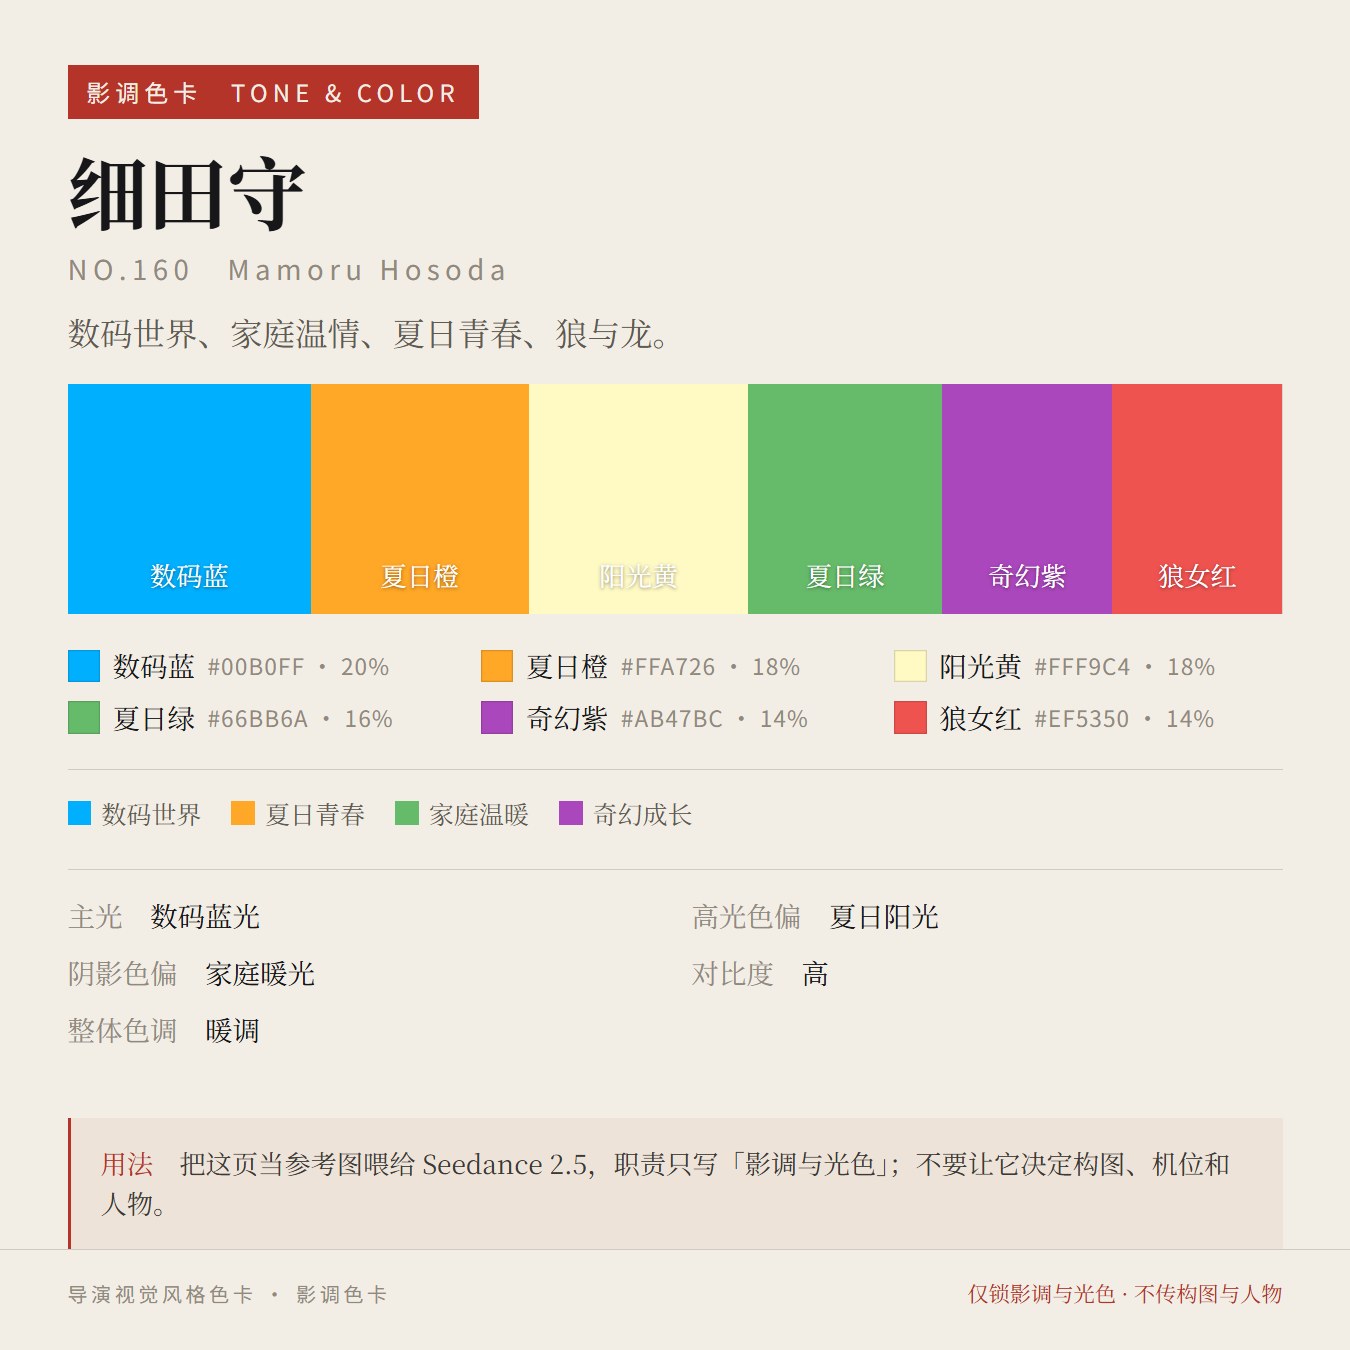 影调色卡 TONE & COLOR
细田守
NO.160 Mamoru Hosoda
数码世界、家庭温情、夏日青春、狼与龙。
数码蓝 夏日橙 阳光黄 夏日绿 奇幻紫 狼女红
数码蓝 #00B0FF • 20% 夏日橙 #FFA726 • 18% 阳光黄 #FFF9C4 • 18%
夏日绿 #66BB6A • 16% 奇幻紫 #AB47BC • 14% 狼女红 #EF5350 • 14%
数码世界 夏日青春 家庭温暖 奇幻成长
主光 数码蓝光 高光色偏 夏日阳光
阴影色偏 家庭暖光 对比度 高
整体色调 暖调
用法 把这页当参考图喂给 Seedance 2.5，职责只写「影调与光色」；不要让它决定构图、机位和
人物。
导演视觉风格色卡 • 影调色卡 仅锁影调与光色 · 不传构图与人物